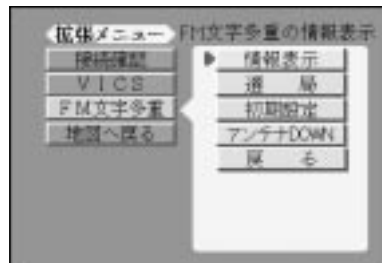 拡張メニュー FM文字多重の情報表示
接続確認
VICS
FM文字多重
地図へ戻る
情報表示
選 局
初期設定
アンテナDOWN
戻 る